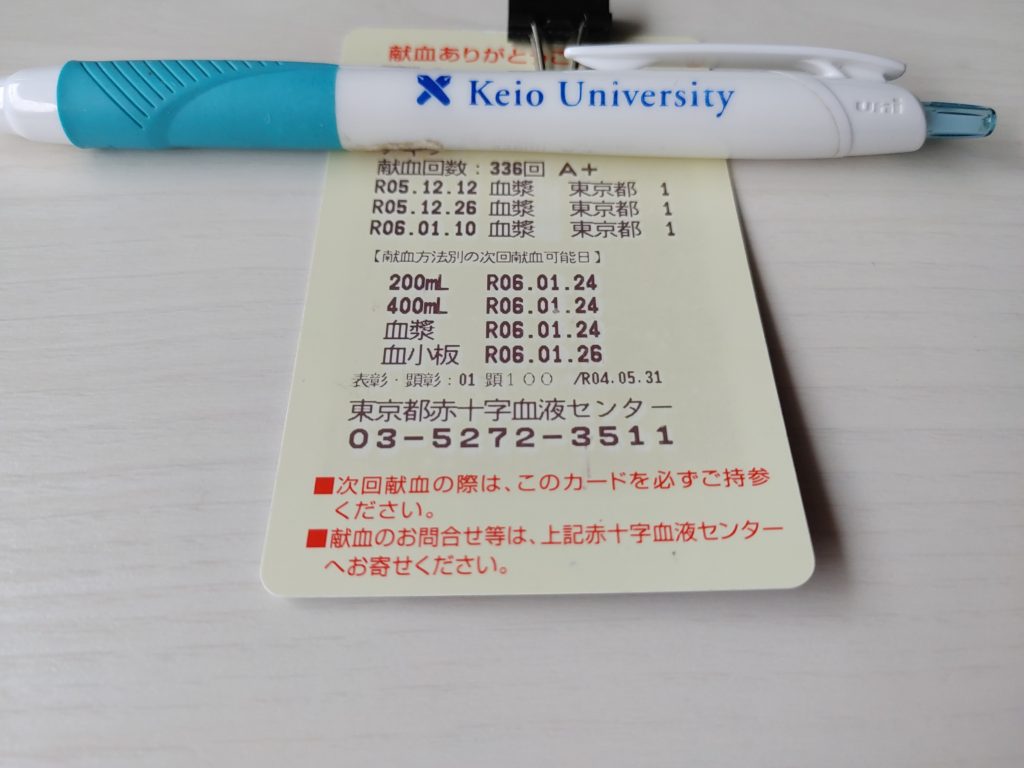 献血ありがとうご
Keio University
uni
献血回数：336回 A+
R05.12.12 血漿 東京都 1
R05.12.26 血漿 東京都 1
R06.01.10 血漿 東京都 1
【献血方法別の次回献血可能日】
200mL R06.01.24
400mL R06.01.24
血漿 R06.01.24
血小板 R06.01.26
表彰・顕彰：01 顕１００ /R04.05.31
東京都赤十字血液センター
03-5272-3511
■次回献血の際は、このカードを必ずご持参
ください。
■献血のお問合せ等は、上記赤十字血液センター
へお寄せください。